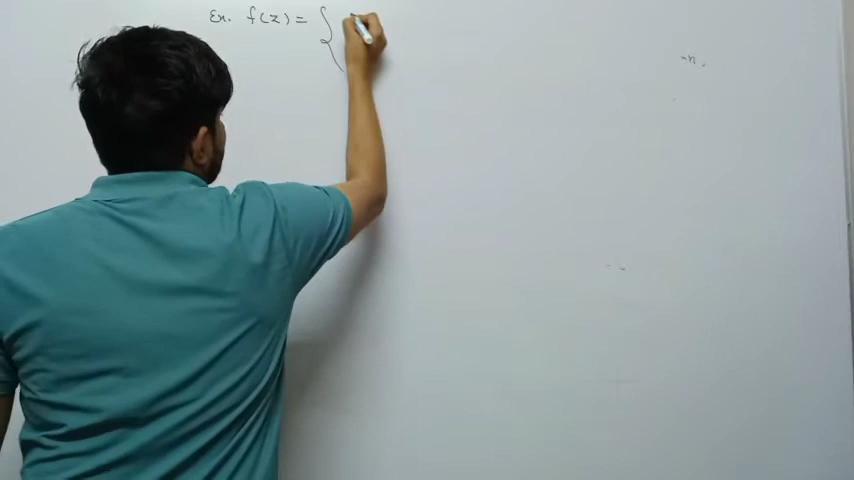 Ex. f(z) = {